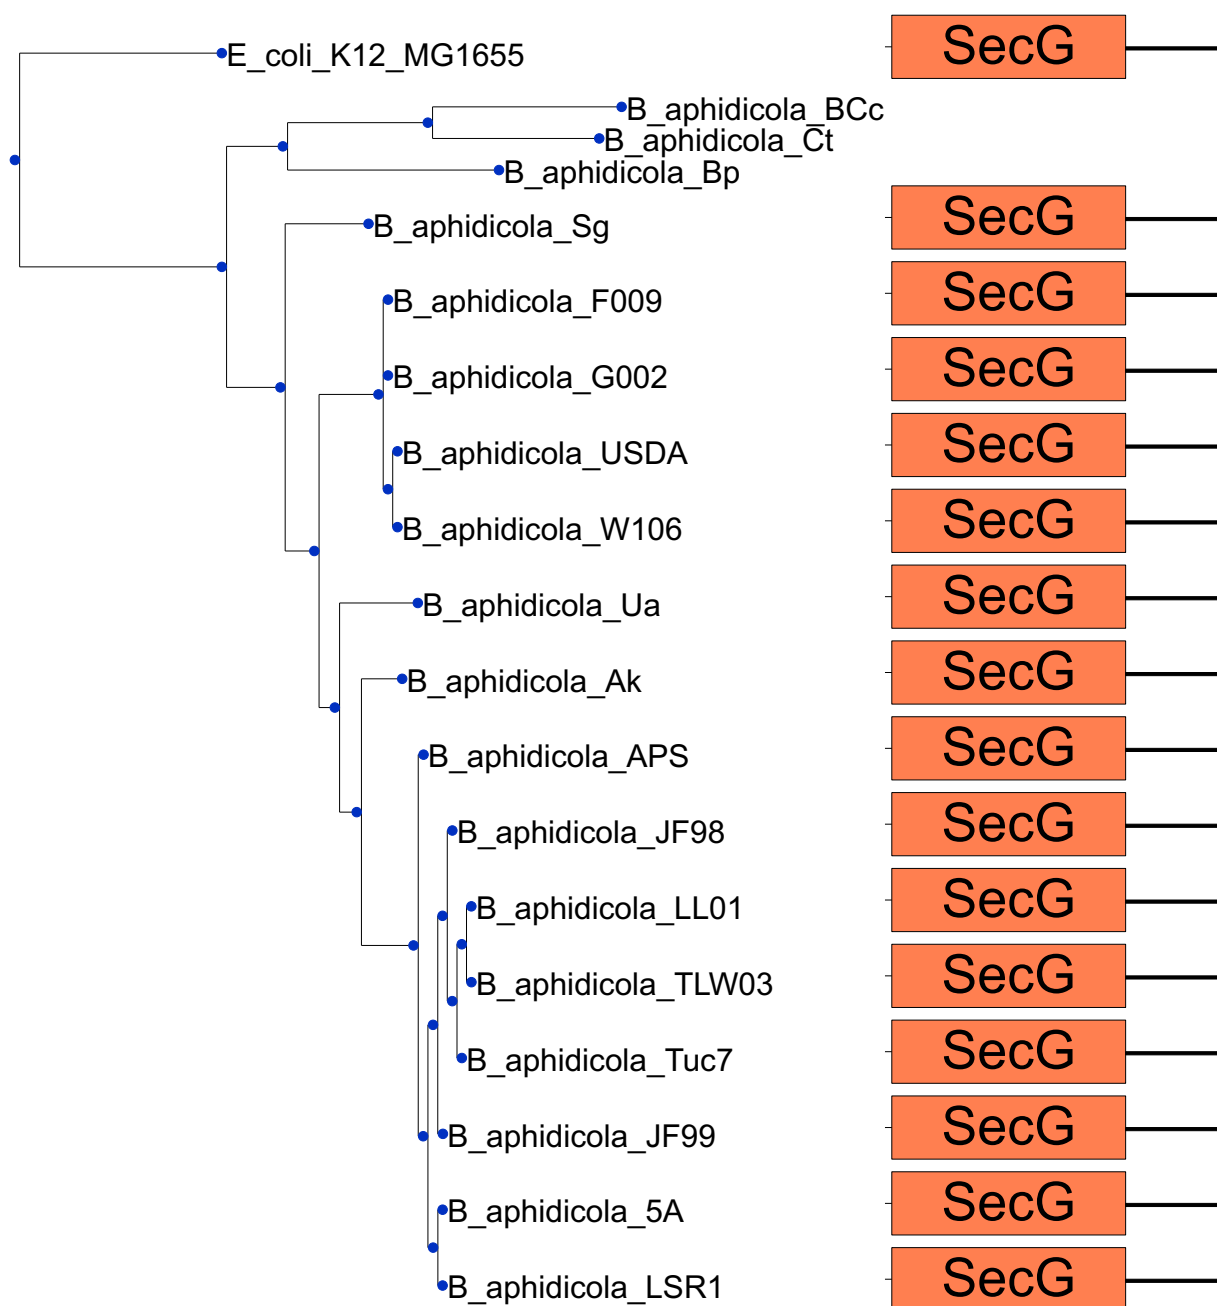 E_coli_K12_MG1655 SecG
B_aphidicola_BCc
B_aphidicola_Ct
B_aphidicola_Bp
B_aphidicola_Sg SecG
B_aphidicola_F009 SecG
B_aphidicola_G002 SecG
B_aphidicola_USDA SecG
B_aphidicola_W106 SecG
B_aphidicola_Ua SecG
B_aphidicola_Ak SecG
B_aphidicola_APS SecG
B_aphidicola_JF98 SecG
B_aphidicola_LL01 SecG
B_aphidicola_TLW03 SecG
B_aphidicola_Tuc7 SecG
B_aphidicola_JF99 SecG
B_aphidicola_5A SecG
B_aphidicola_LSR1 SecG